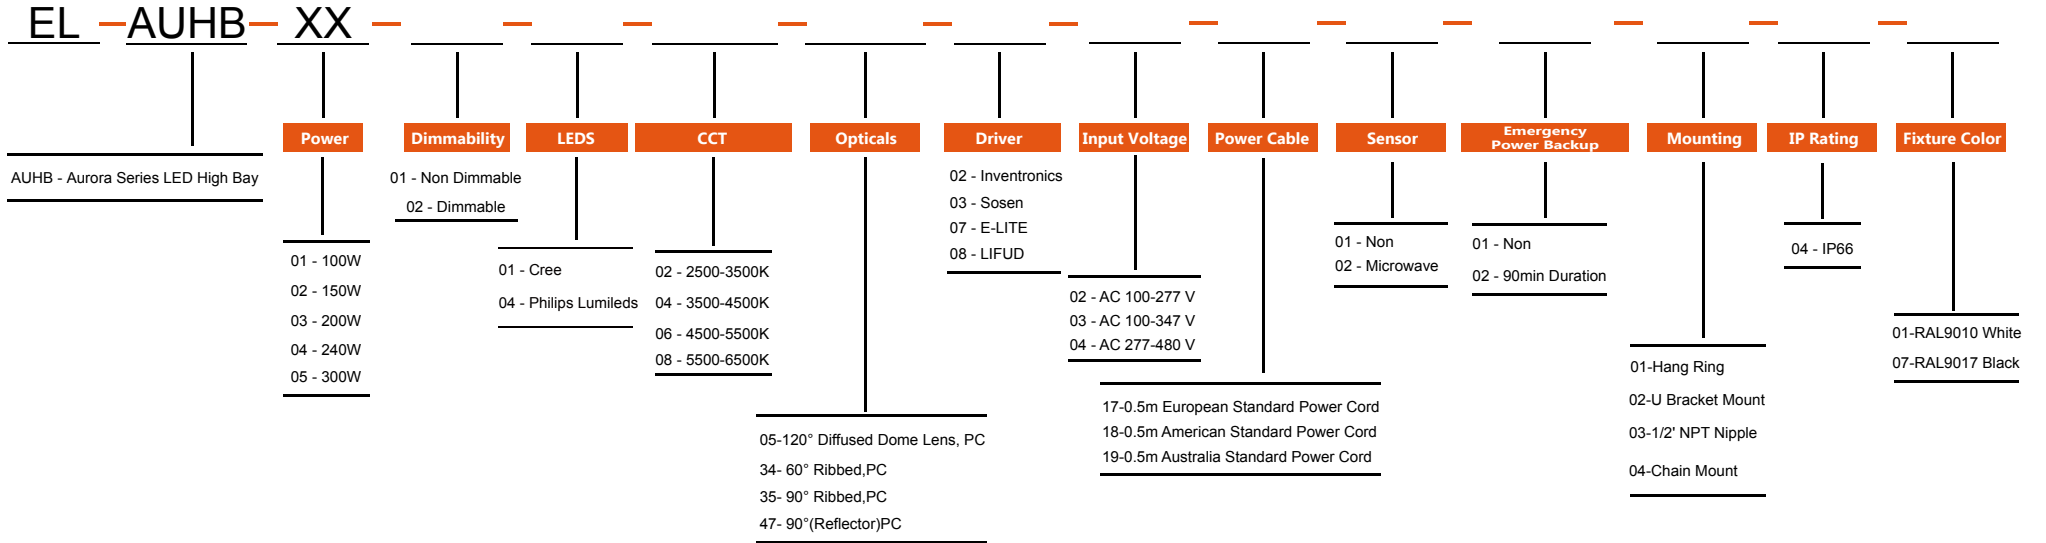 EL AUHB XX
Power
Dimmability
LEDS
CCT
Opticals
Driver
Input Voltage
Power Cable
Sensor
Emergency
Power Backup
Mounting
IP Rating
Fixture Color
AUHB - Aurora Series LED High Bay
01 - 100W
02 - 150W
03 - 200W
04 - 240W
05 - 300W
01 - Non Dimmable
02 - Dimmable
01 - Cree
04 - Philips Lumileds
02 - 2500-3500K
04 - 3500-4500K
06 - 4500-5500K
08 - 5500-6500K
05-120° Diffused Dome Lens, PC
34- 60° Ribbed,PC
35- 90° Ribbed,PC
47- 90°(Reflector)PC
02 - Inventronics
03 - Sosen
07 - E-LITE
08 - LIFUD
02 - AC 100-277 V
03 - AC 100-347 V
04 - AC 277-480 V
17-0.5m European Standard Power Cord
18-0.5m American Standard Power Cord
19-0.5m Australia Standard Power Cord
01 - Non
02 - Microwave
01 - Non
02 - 90min Duration
01-Hang Ring
02-U Bracket Mount
03-1/2' NPT Nipple
04-Chain Mount
04 - IP66
01-RAL9010 White
07-RAL9017 Black